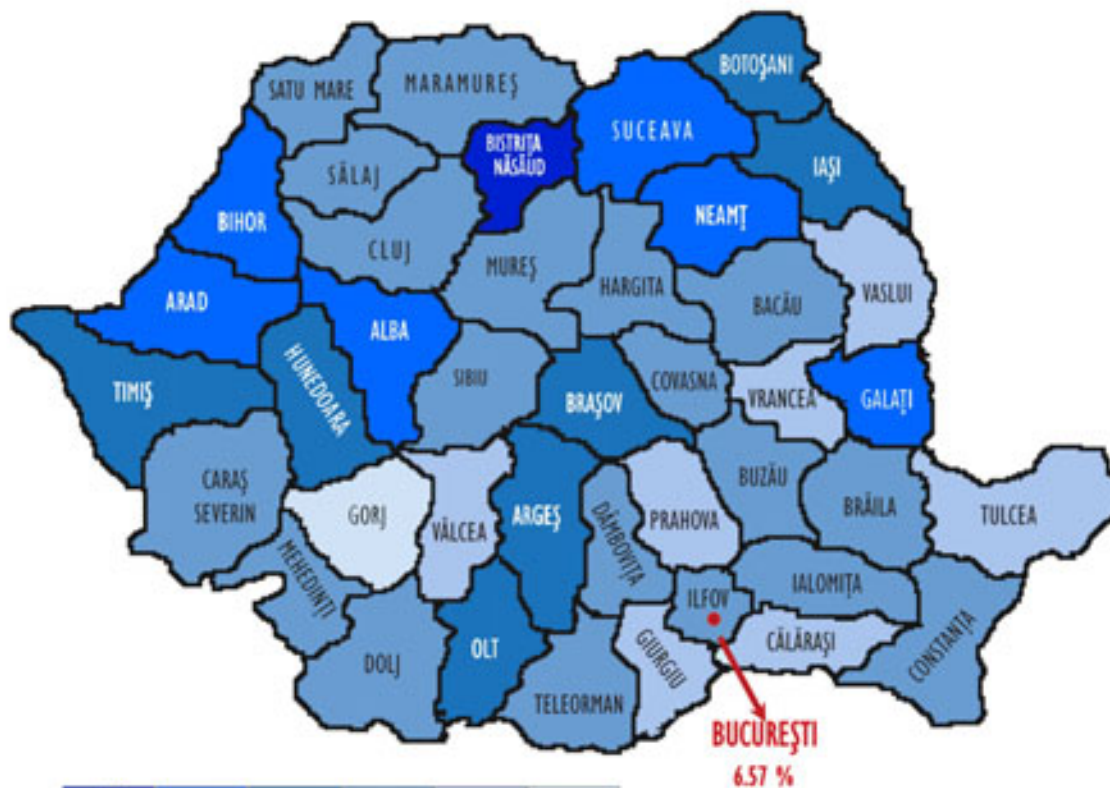 BOTOŞANI
SATU MARE
MARAMUREŞ
SUCEAVA
BISTRIŢA
NĂSĂUD
IAŞI
SĂLAJ
BIHOR
NEAMŢ
CLUJ
MUREŞ
HARGITA
VASLUI
ARAD
BACĂU
ALBA
HUNEDOARA
SIBIU
COVASNA
TIMIŞ
BRAŞOV
VRANCEA
GALAŢI
CARAŞ
SEVERIN
BUZĂU
BRĂILA
GORJ
VÂLCEA
ARGEŞ
DÂMBOVIŢA
PRAHOVA
TULCEA
MEHEDINŢI
ILFOV
IALOMIŢA
DOLJ
OLT
GIURGIU
CĂLĂRAŞI
CONSTANŢA
TELEORMAN
BUCUREŞTI
6.57 %